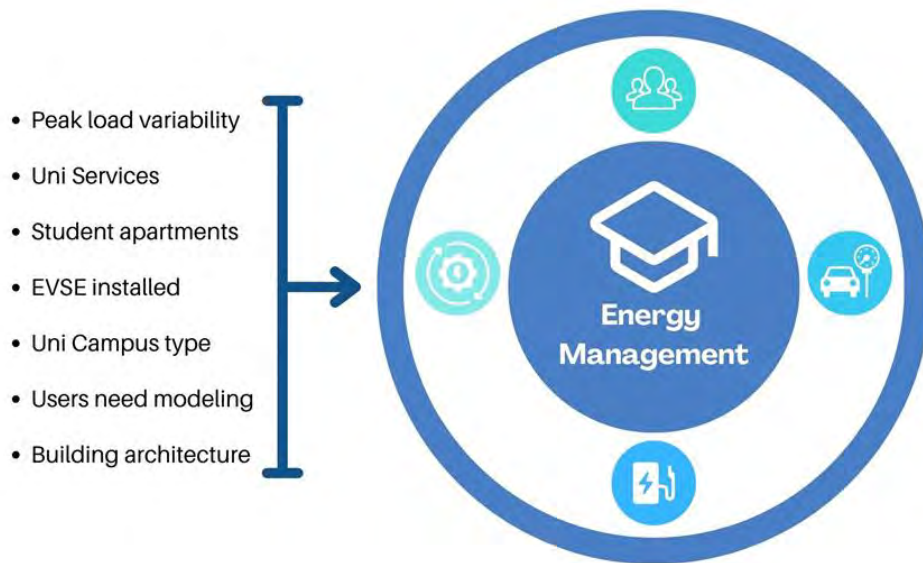 • Peak load variability
• Uni Services
• Student apartments
• EVSE installed
• Uni Campus type
• Users need modeling
• Building architecture
Energy
Management